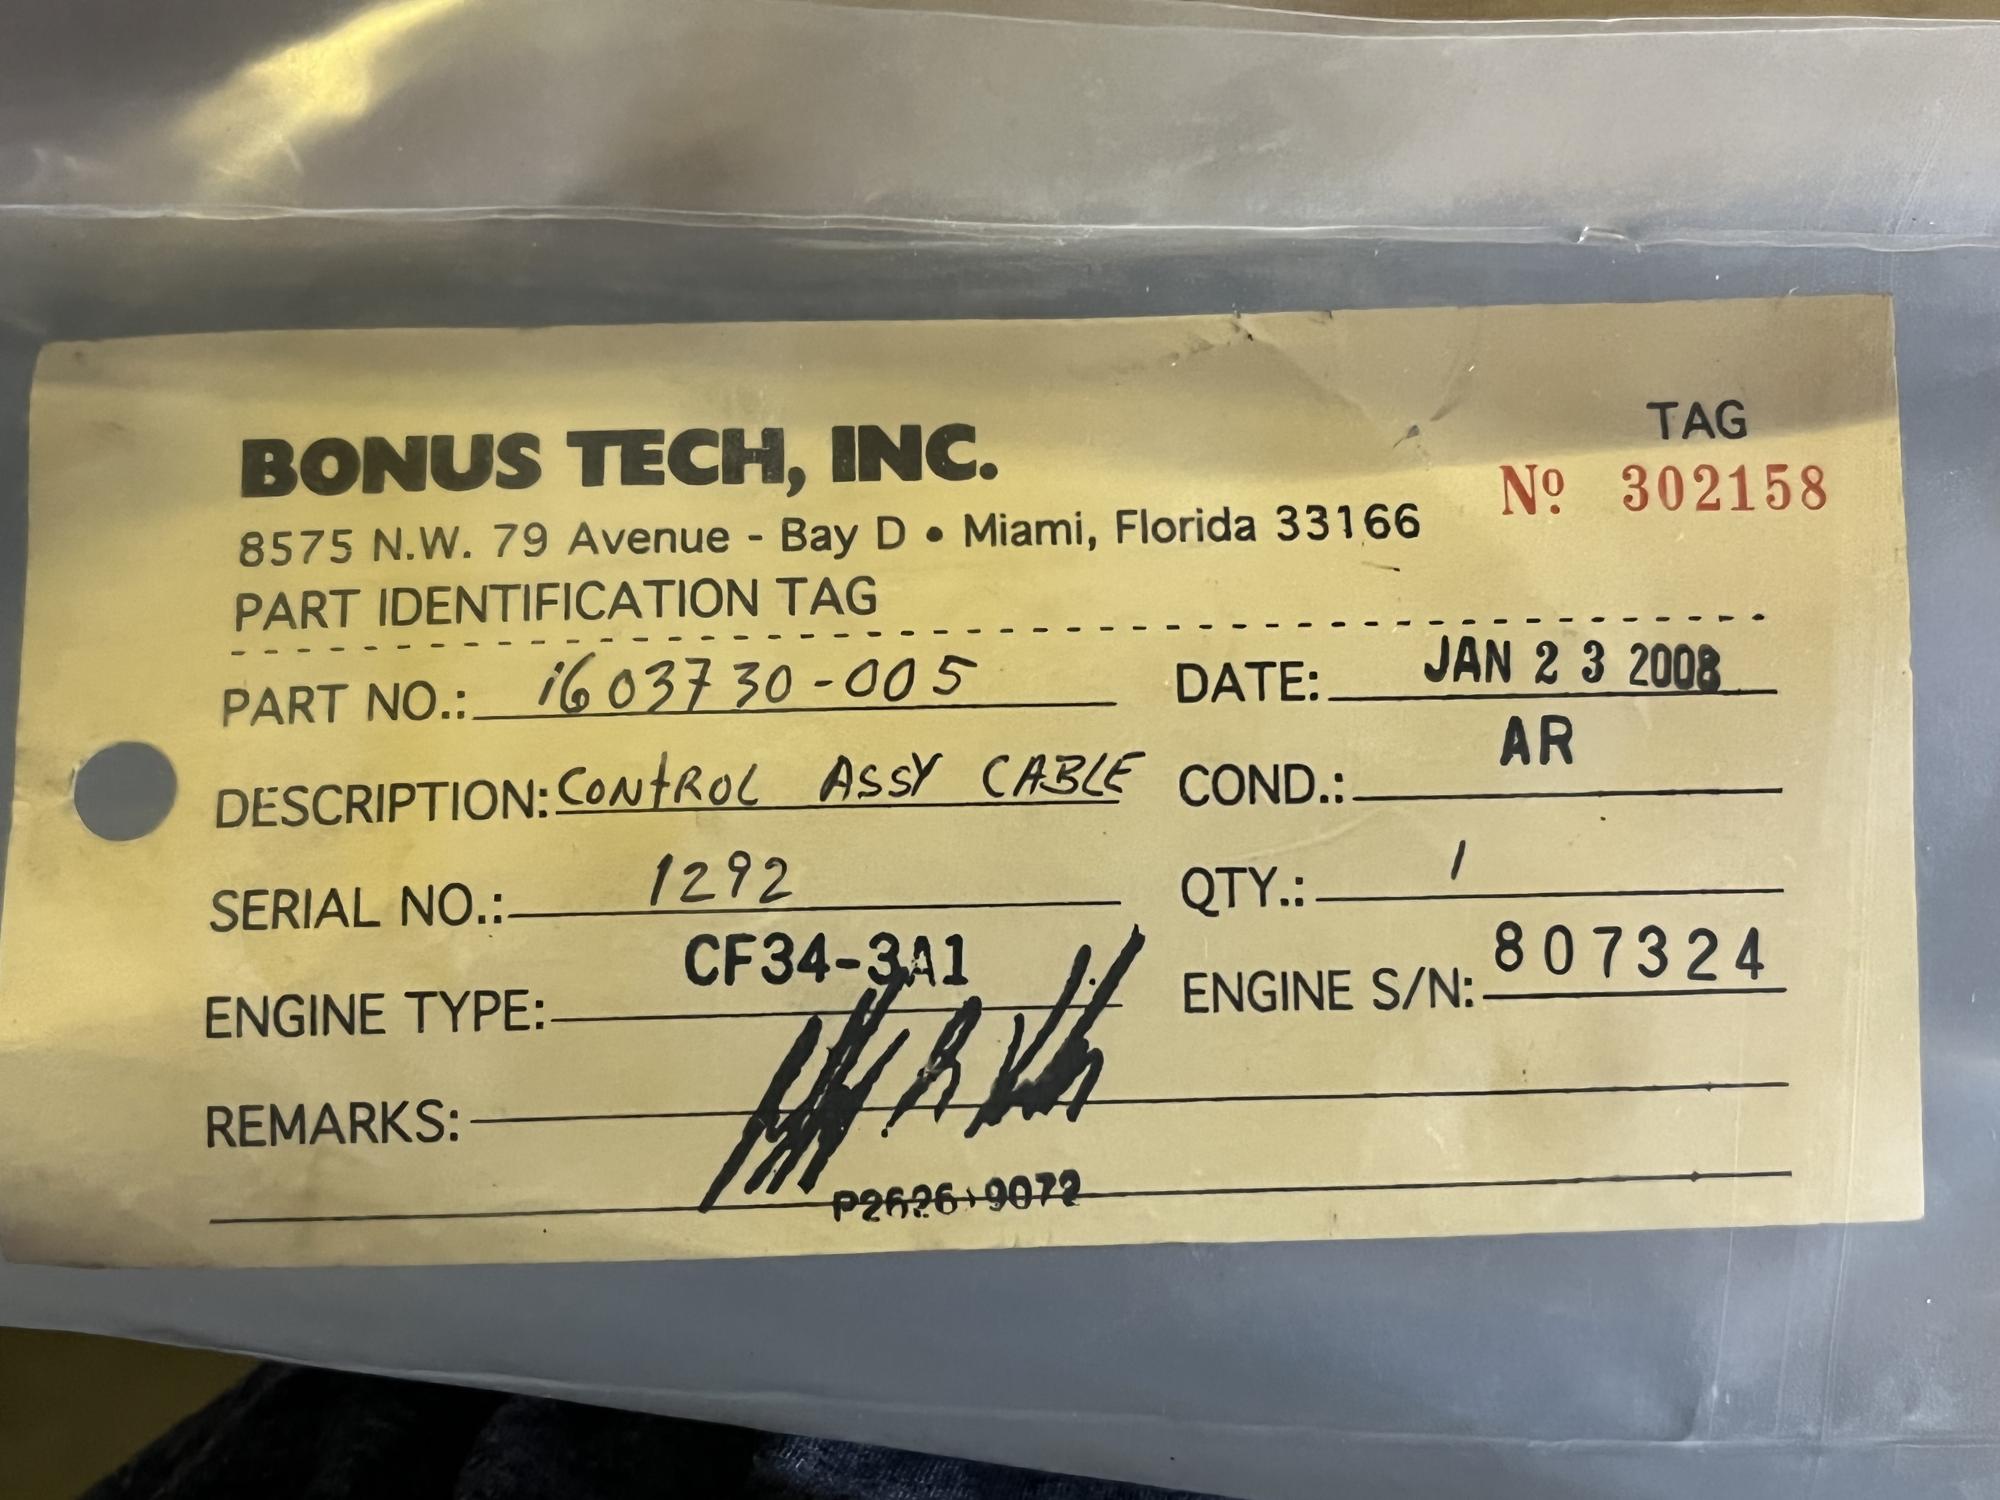 BONUS TECH, INC.
TAG
Nº 302158
8575 N.W. 79 Avenue - Bay D • Miami, Florida 33166
PART IDENTIFICATION TAG
PART NO.: 1603730-005 DATE: JAN 23 2008
DESCRIPTION: CONTROL ASSY CABLE COND.: AR
SERIAL NO.: 1292 QTY.: 1
ENGINE TYPE: CF34-3A1 ENGINE S/N: 807324
REMARKS: